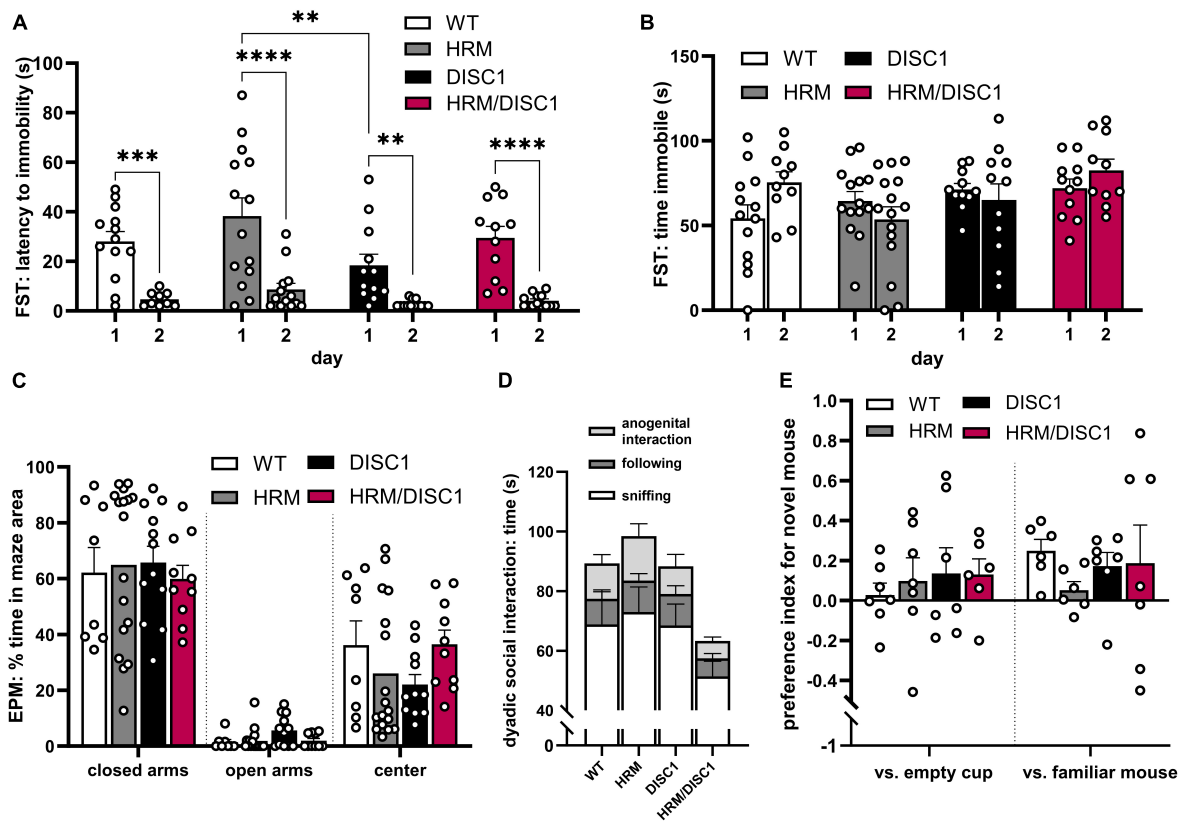 A
FST: latency to immobility (s)
100
80
60
40
20
0
***
****
**
**
****
WT
HRM
DISC1
HRM/DISC1
1 2 1 2 1 2 1 2
day
B
FST: time immobile (s)
150
100
50
0
WT DISC1
HRM HRM/DISC1
1 2 1 2 1 2 1 2
day
C
EPM: % time in maze area
100
80
60
40
20
0
WT DISC1
HRM HRM/DISC1
closed arms open arms center
D
dyadic social interaction: time (s)
anogenital
interaction
following
sniffing
120
100
80
60
40
0
WT
HRM
DISC1
HRM/DISC1
E
preference index for novel mouse
1.0
0.8
0.6
0.4
0.2
0.0
-0.2
-0.4
-1
WT DISC1
HRM HRM/DISC1
vs. empty cup vs. familiar mouse